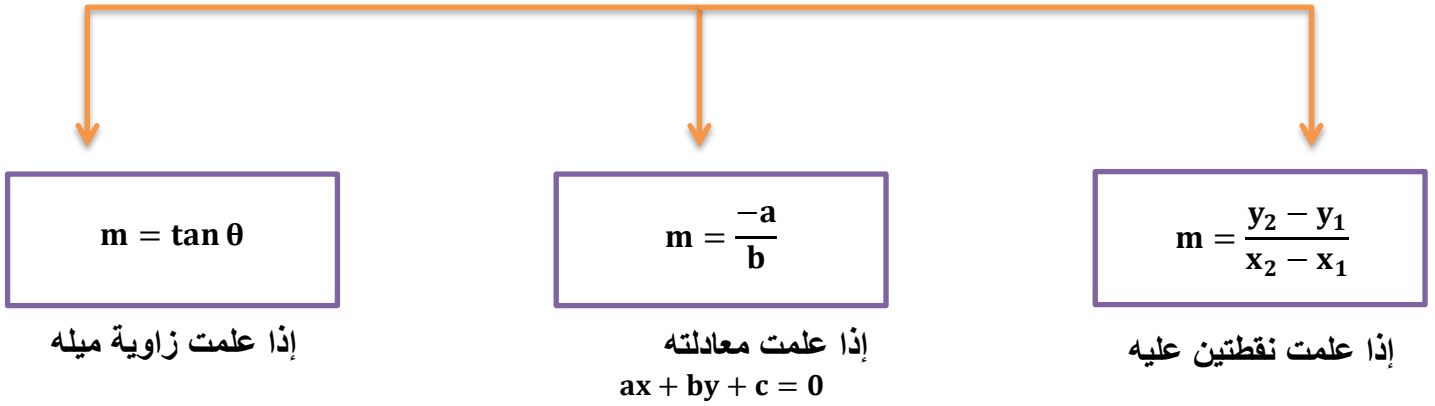 m = (y₂ − y₁)/(x₂ − x₁)
إذا علمت نقطتين عليه
m = −a/b
إذا علمت معادلته
ax + by + c = 0
m = tan θ
إذا علمت زاوية ميله